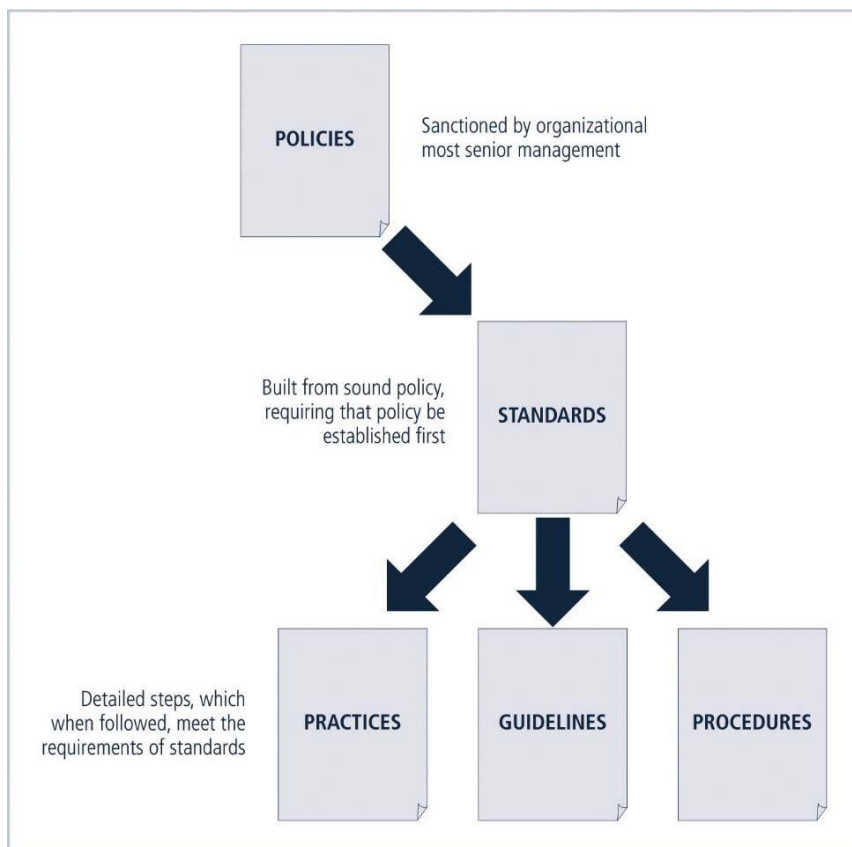 POLICIES
Sanctioned by organizational
most senior management
Built from sound policy,
requiring that policy be
established first
STANDARDS
Detailed steps, which
when followed, meet the
requirements of standards
PRACTICES
GUIDELINES
PROCEDURES